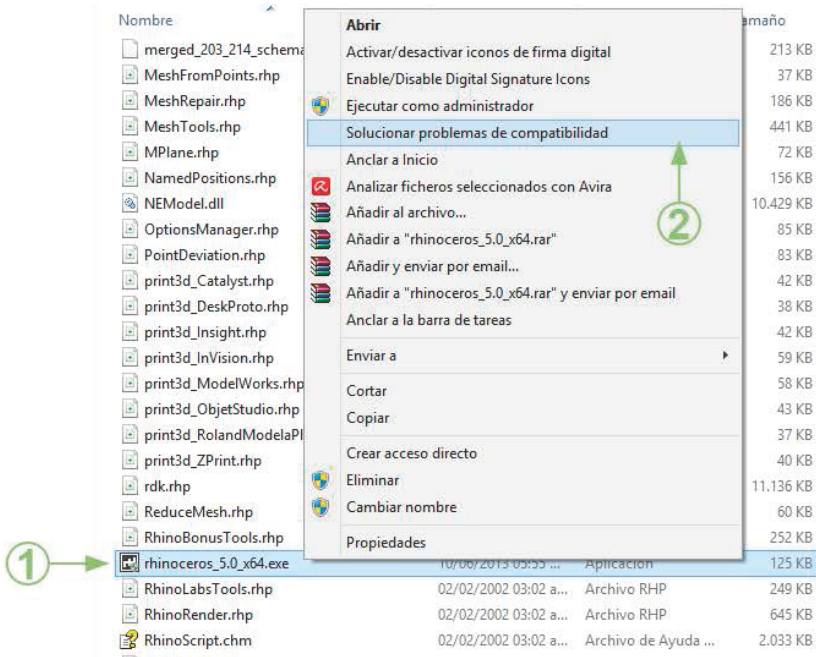 Nombre
amaño
merged_203_214_schema
213 KB
MeshFromPoints.rhp
37 KB
MeshRepair.rhp
186 KB
MeshTools.rhp
441 KB
MPlane.rhp
72 KB
NamedPositions.rhp
156 KB
NEModel.dll
10.429 KB
OptionsManager.rhp
85 KB
PointDeviation.rhp
83 KB
print3d_Catalyst.rhp
42 KB
print3d_DeskProto.rhp
38 KB
print3d_Insight.rhp
42 KB
print3d_InVision.rhp
59 KB
print3d_ModelWorks.rhp
58 KB
print3d_ObjetStudio.rhp
43 KB
print3d_RolandModelaPl
37 KB
print3d_ZPrint.rhp
40 KB
rdk.rhp
11.136 KB
ReduceMesh.rhp
60 KB
RhinoBonusTools.rhp
252 KB
rhinoceros_5.0_x64.exe 10/06/2013 05:55 ... Aplicación 125 KB
RhinoLabsTools.rhp 02/02/2002 03:02 a... Archivo RHP 249 KB
RhinoRender.rhp 02/02/2002 03:02 a... Archivo RHP 645 KB
RhinoScript.chm 02/02/2002 03:02 a... Archivo de Ayuda ... 2.033 KB
Abrir
Activar/desactivar iconos de firma digital
Enable/Disable Digital Signature Icons
Ejecutar como administrador
Solucionar problemas de compatibilidad
Anclar a Inicio
Analizar ficheros seleccionados con Avira
Añadir al archivo...
Añadir a "rhinoceros_5.0_x64.rar"
Añadir y enviar por email...
Añadir a "rhinoceros_5.0_x64.rar" y enviar por email
Anclar a la barra de tareas
Enviar a
Cortar
Copiar
Crear acceso directo
Eliminar
Cambiar nombre
Propiedades
1
2